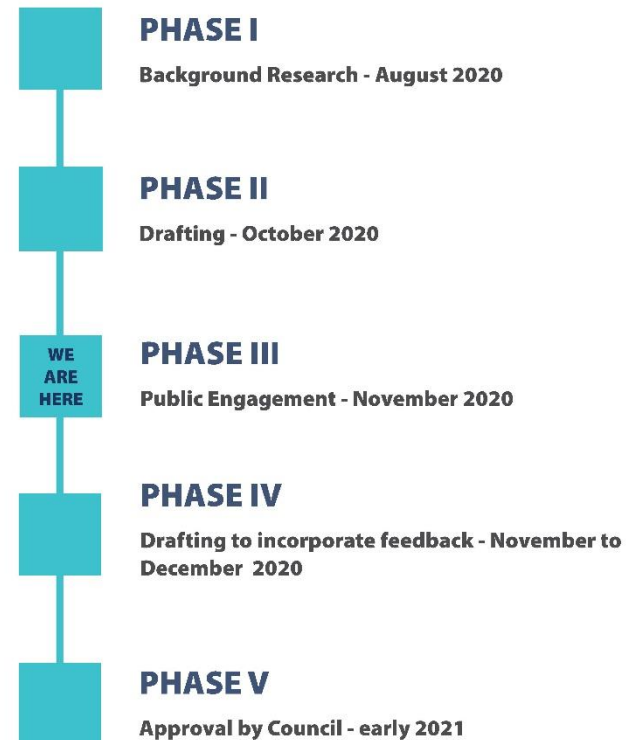 PHASE I
Background Research - August 2020
PHASE II
Drafting - October 2020
WE
ARE
HERE
PHASE III
Public Engagement - November 2020
PHASE IV
Drafting to incorporate feedback - November to
December 2020
PHASE V
Approval by Council - early 2021